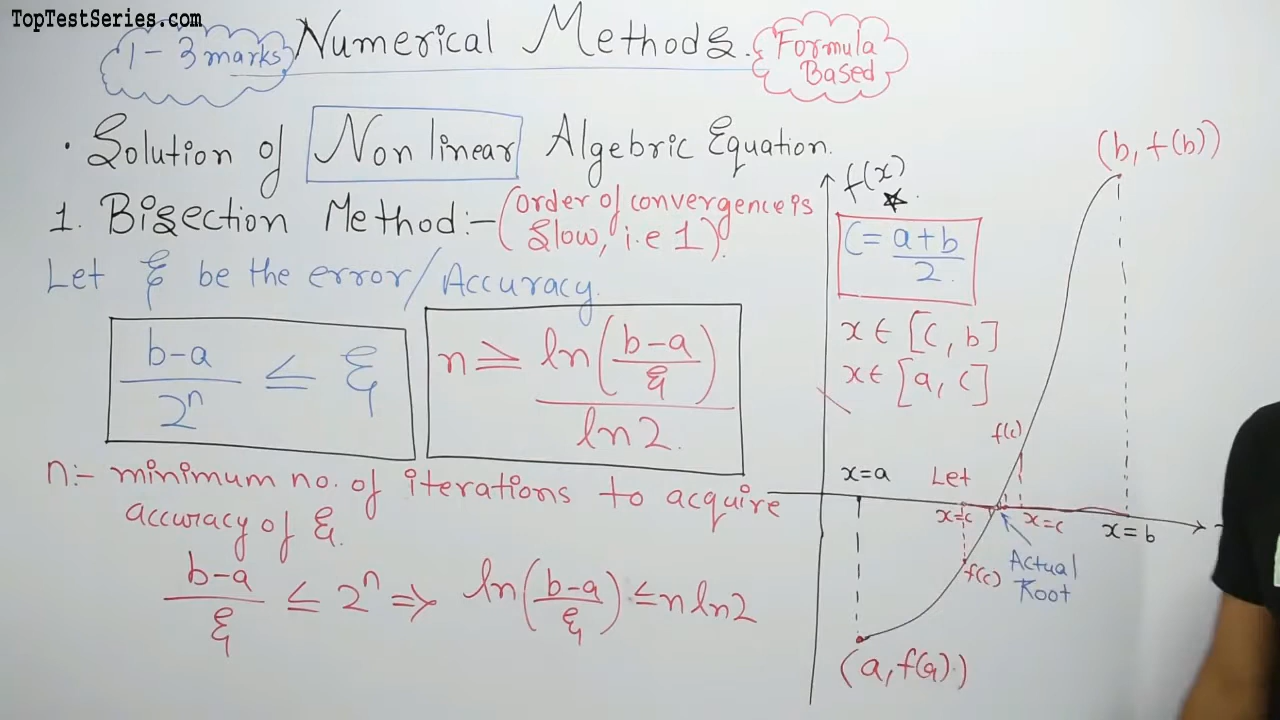 TopTestSeries.com
1 - 3 marks
Numerical Methods.
Formula
Based
· Solution of Non linear Algebric Equation.
1. Bisection Method:- (order of convergence is
slow, i.e 1).
Let ξ be the error/Accuracy.
b-a / 2ⁿ ≤ ξ
n ≥ ln((b-a)/ξ) / ln2.
n:- minimum no. of iterations to acquire
accuracy of ξ.
(b-a)/ξ ≤ 2ⁿ ⇒ ln((b-a)/ξ) ≤ n ln2
f(x)
★.
C = (a+b)/2.
x ∈ [C, b]
x ∈ [a, C]
(b, f(b))
f(c)
x=a
Let
x=c
x=c
x=b
f(c)
Actual
Root
(a, f(a))